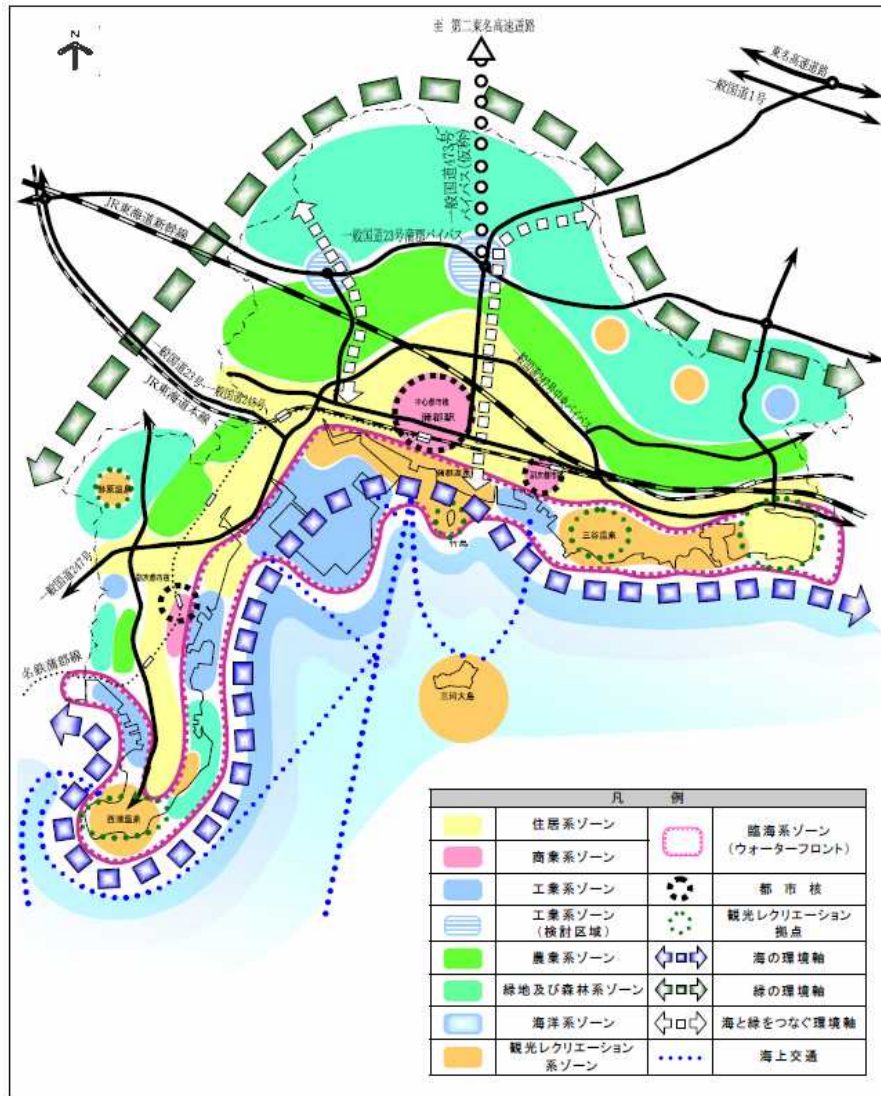 至 第二東名高速道路
N
東名高速道路
一般国道1号
一般国道473号
バイパス(仮称)
JR東海道新幹線
一般国道23号蒲郡バイパス
一般国道23号
一般国道248号
JR東海道本線
中心都市核
蒲郡駅
副次都市核
竹島
三谷温泉
一般国道247号
副次都市核
名鉄蒲郡線
三河大島
西浦温泉
凡 例
住居系ゾーン
商業系ゾーン
臨海系ゾーン
(ウォーターフロント)
工業系ゾーン
都 市 核
工業系ゾーン
(検討区域)
観光レクリエーション
拠点
農業系ゾーン
海の環境軸
緑地及び森林系ゾーン
緑の環境軸
海洋系ゾーン
海と緑をつなぐ環境軸
観光レクリエーション
系ゾーン
海上交通